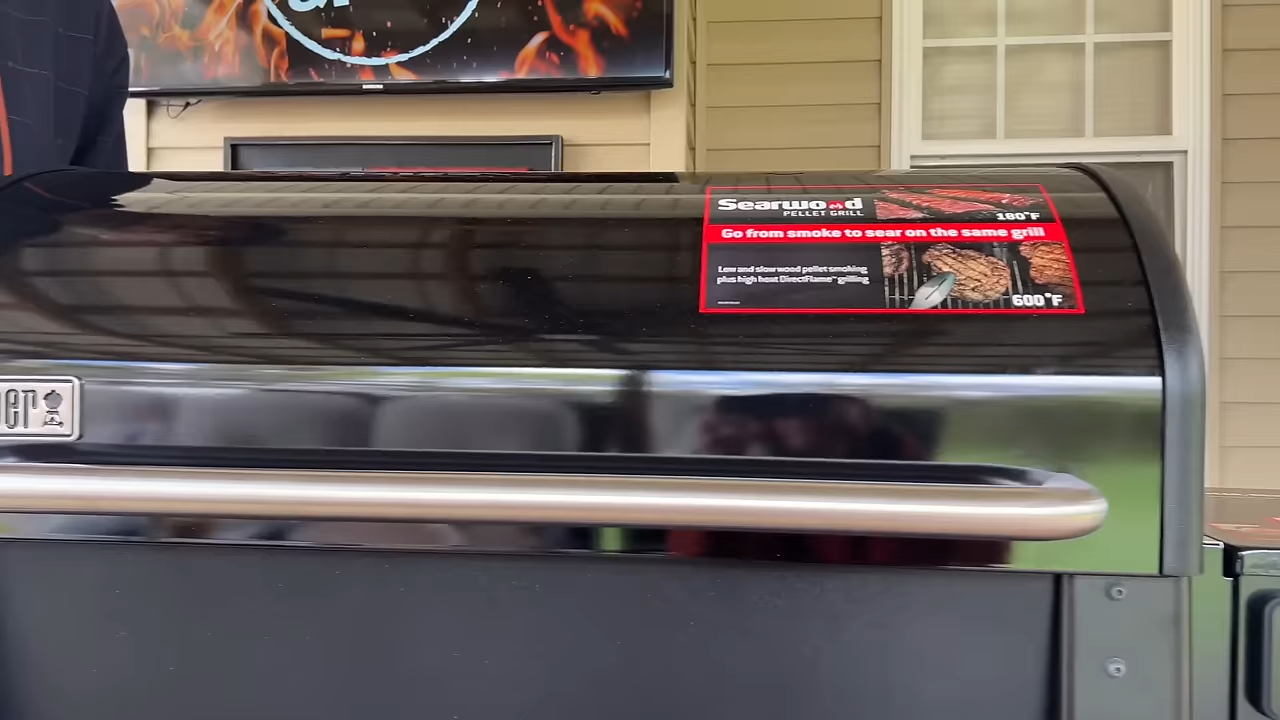 Searwood
PELLET GRILL
180°F
Go from smoke to sear on the same grill
Low and slow wood pellet smoking
plus high heat DirectFlame™ grilling
600°F